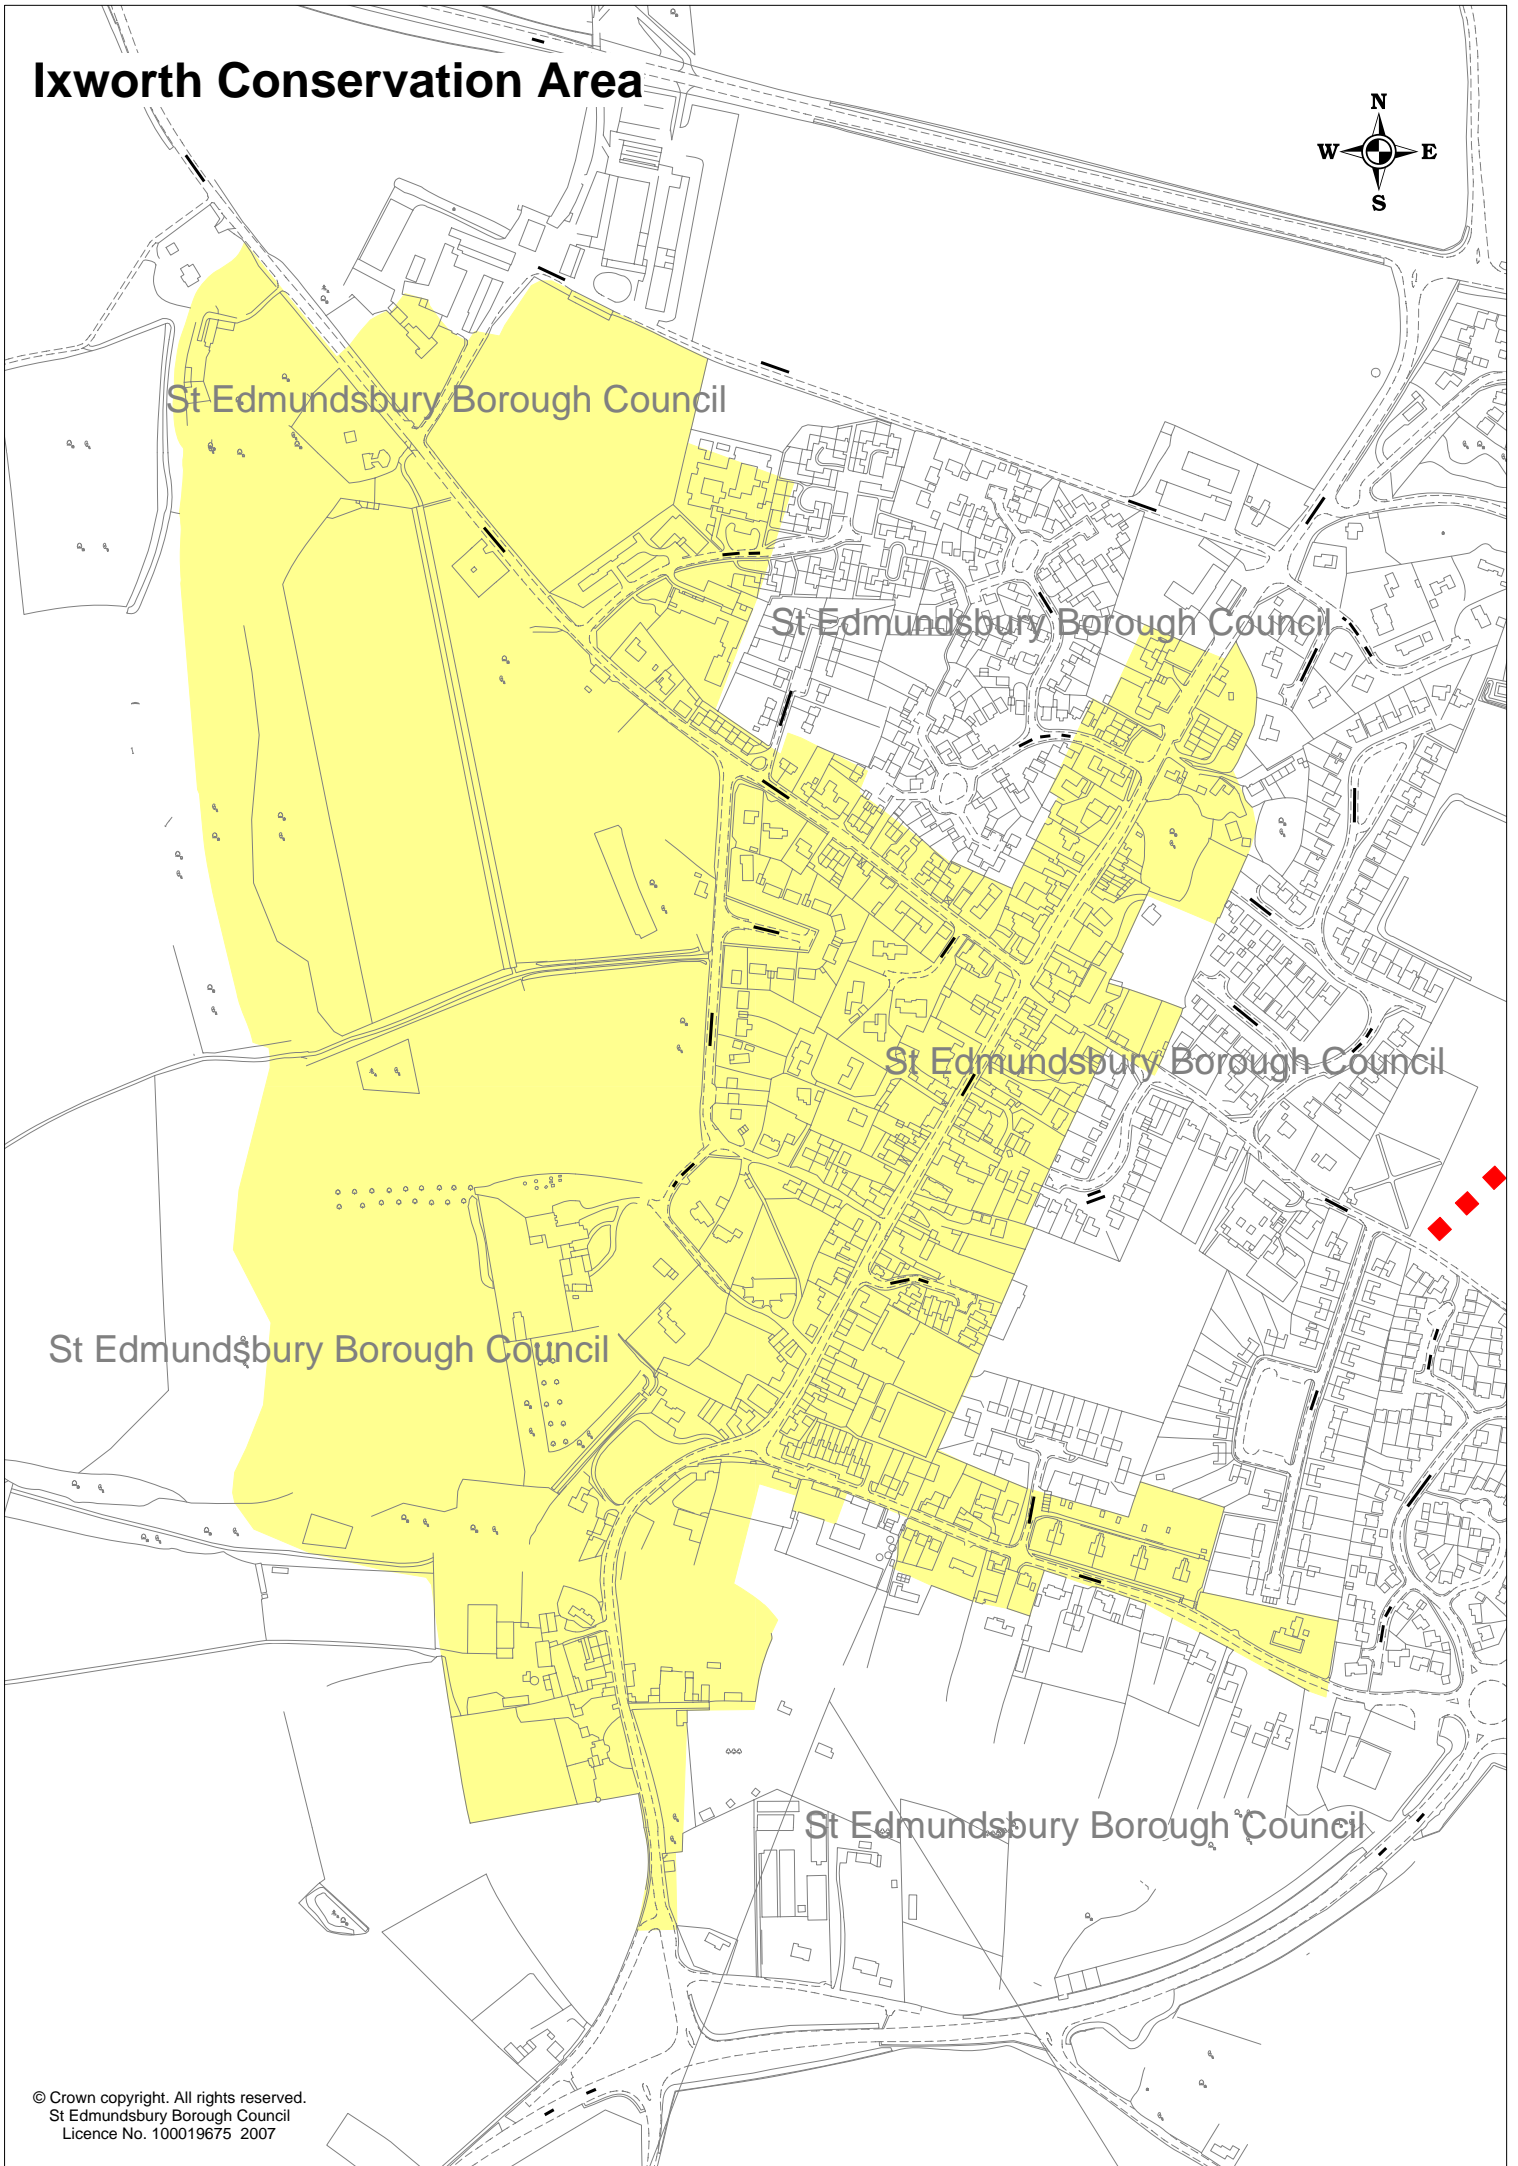 Ixworth Conservation Area
N
W E
S
St Edmundsbury Borough Council
St Edmundsbury Borough Council
St Edmundsbury Borough Council
St Edmundsbury Borough Council
St Edmundsbury Borough Council
© Crown copyright. All rights reserved.
St Edmundsbury Borough Council
Licence No. 100019675 2007